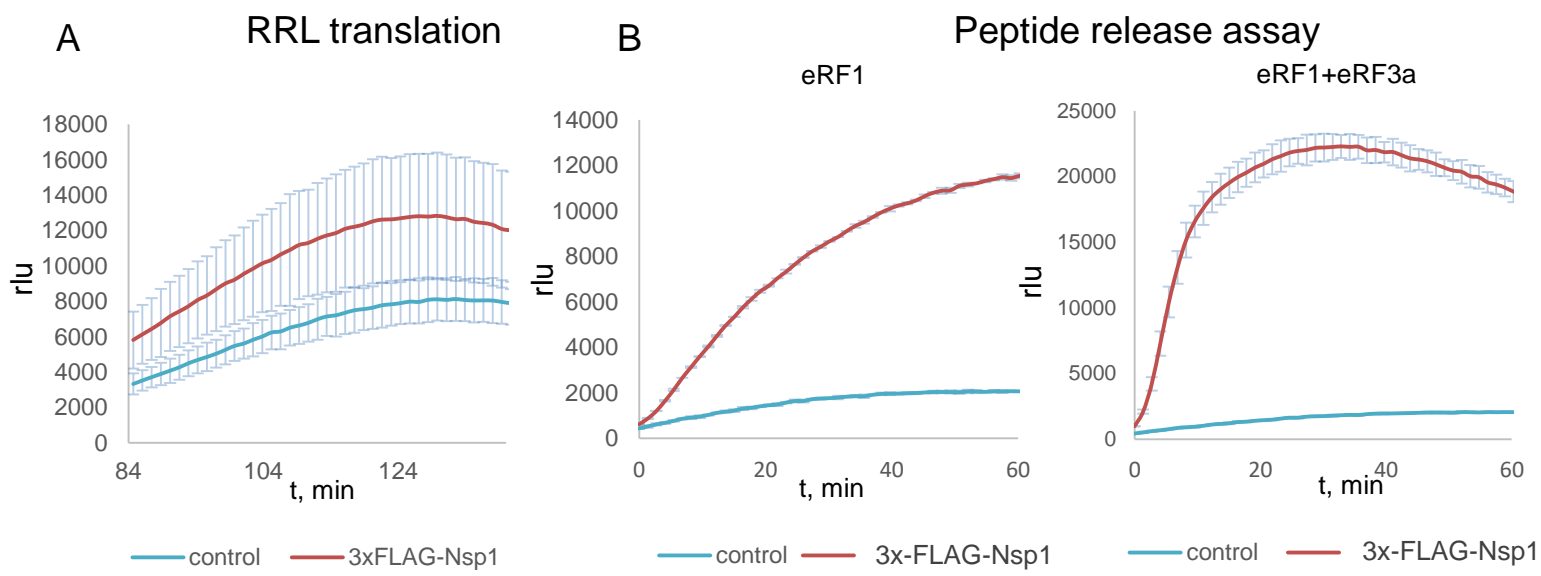 A
RRL translation
B
Peptide release assay
eRF1
eRF1+eRF3a
rlu
18000
16000
14000
12000
10000
8000
6000
4000
2000
0
84
104
124
t, min
control
3xFLAG-Nsp1
rlu
14000
12000
10000
8000
6000
4000
2000
0
0
20
40
60
t, min
control
3x-FLAG-Nsp1
rlu
25000
20000
15000
10000
5000
0
0
20
40
60
t, min
control
3x-FLAG-Nsp1